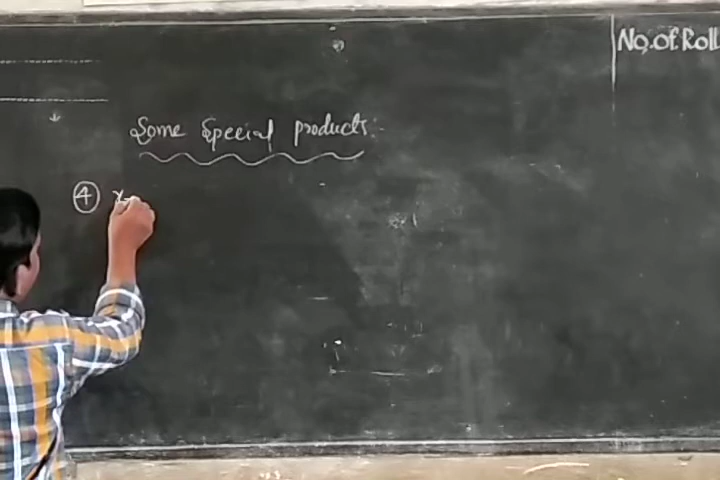 No. of Roll
Some Special products:-
④ x